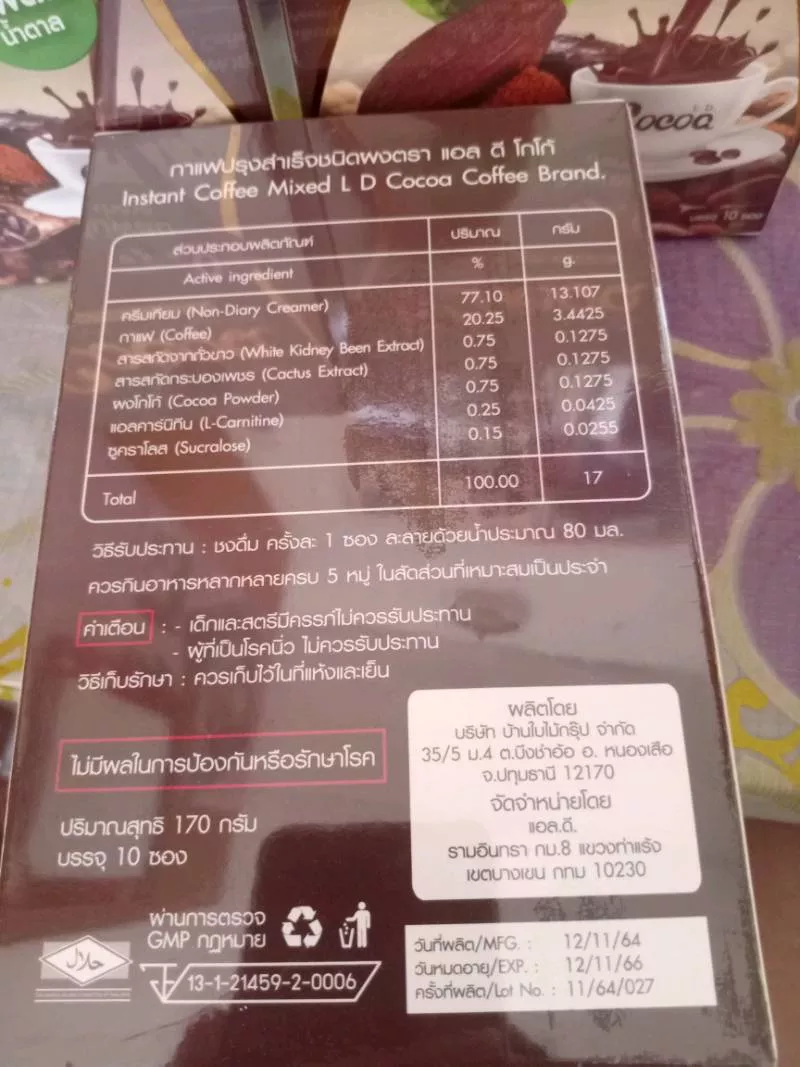 น้ำตาล
Cocoa
L D
บรรจุ 10 ซอง
กาแฟปรุงสำเร็จชนิดผงตรา แอล ดี โกโก้
Instant Coffee Mixed L D Cocoa Coffee Brand.
ส่วนประกอบผลิตภัณฑ์ ปริมาณ กรัม
Active ingredient % g.
ครีมเทียม (Non-Diary Creamer) 77.10 13.107
กาแฟ (Coffee) 20.25 3.4425
สารสกัดจากถั่วขาว (White Kidney Been Extract) 0.75 0.1275
สารสกัดกระบองเพชร (Cactus Extract) 0.75 0.1275
ผงโกโก้ (Cocoa Powder) 0.75 0.1275
แอลคาร์นิทีน (L-Carnitine) 0.25 0.0425
ซูคราโลส (Sucralose) 0.15 0.0255
Total 100.00 17
วิธีรับประทาน : ชงดื่ม ครั้งละ 1 ซอง ละลายด้วยน้ำประมาณ 80 มล.
ควรกินอาหารหลากหลายครบ 5 หมู่ ในสัดส่วนที่เหมาะสมเป็นประจำ
คำเตือน : - เด็กและสตรีมีครรภ์ไม่ควรรับประทาน
- ผู้ที่เป็นโรคนิ่ว ไม่ควรรับประทาน
วิธีเก็บรักษา : ควรเก็บไว้ในที่แห้งและเย็น
ไม่มีผลในการป้องกันหรือรักษาโรค
ปริมาณสุทธิ 170 กรัม
บรรจุ 10 ซอง
ผลิตโดย
บริษัท บ้านใบไม้กรุ๊ป จำกัด
35/5 ม.4 ต.บึงชำอ้อ อ. หนองเสือ
จ.ปทุมธานี 12170
จัดจำหน่ายโดย
แอล.ดี.
รามอินทรา กม.8 แขวงท่าแร้ง
เขตบางเขน กทม 10230
ผ่านการตรวจ
GMP กฎหมาย
حلال
13-1-21459-2-0006
วันที่ผลิต/MFG. : 12/11/64
วันหมดอายุ/EXP. : 12/11/66
ครั้งที่ผลิต/Lot No. : 11/64/027